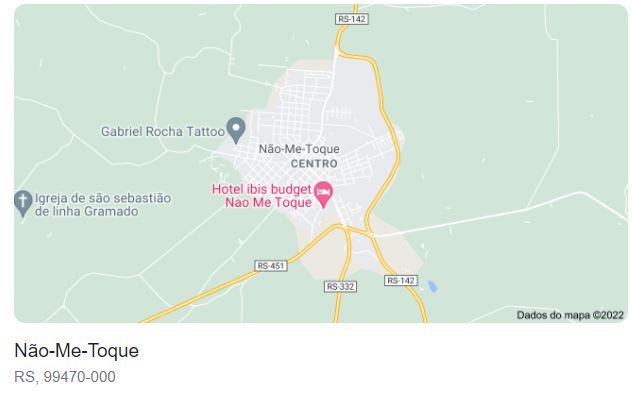 RS-142
Gabriel Rocha Tattoo
Não-Me-Toque
CENTRO
Hotel ibis budget
Nao Me Toque
Igreja de são sebastião
de linha Gramado
RS-451
RS-332
RS-142
Dados do mapa ©2022
Não-Me-Toque
RS, 99470-000